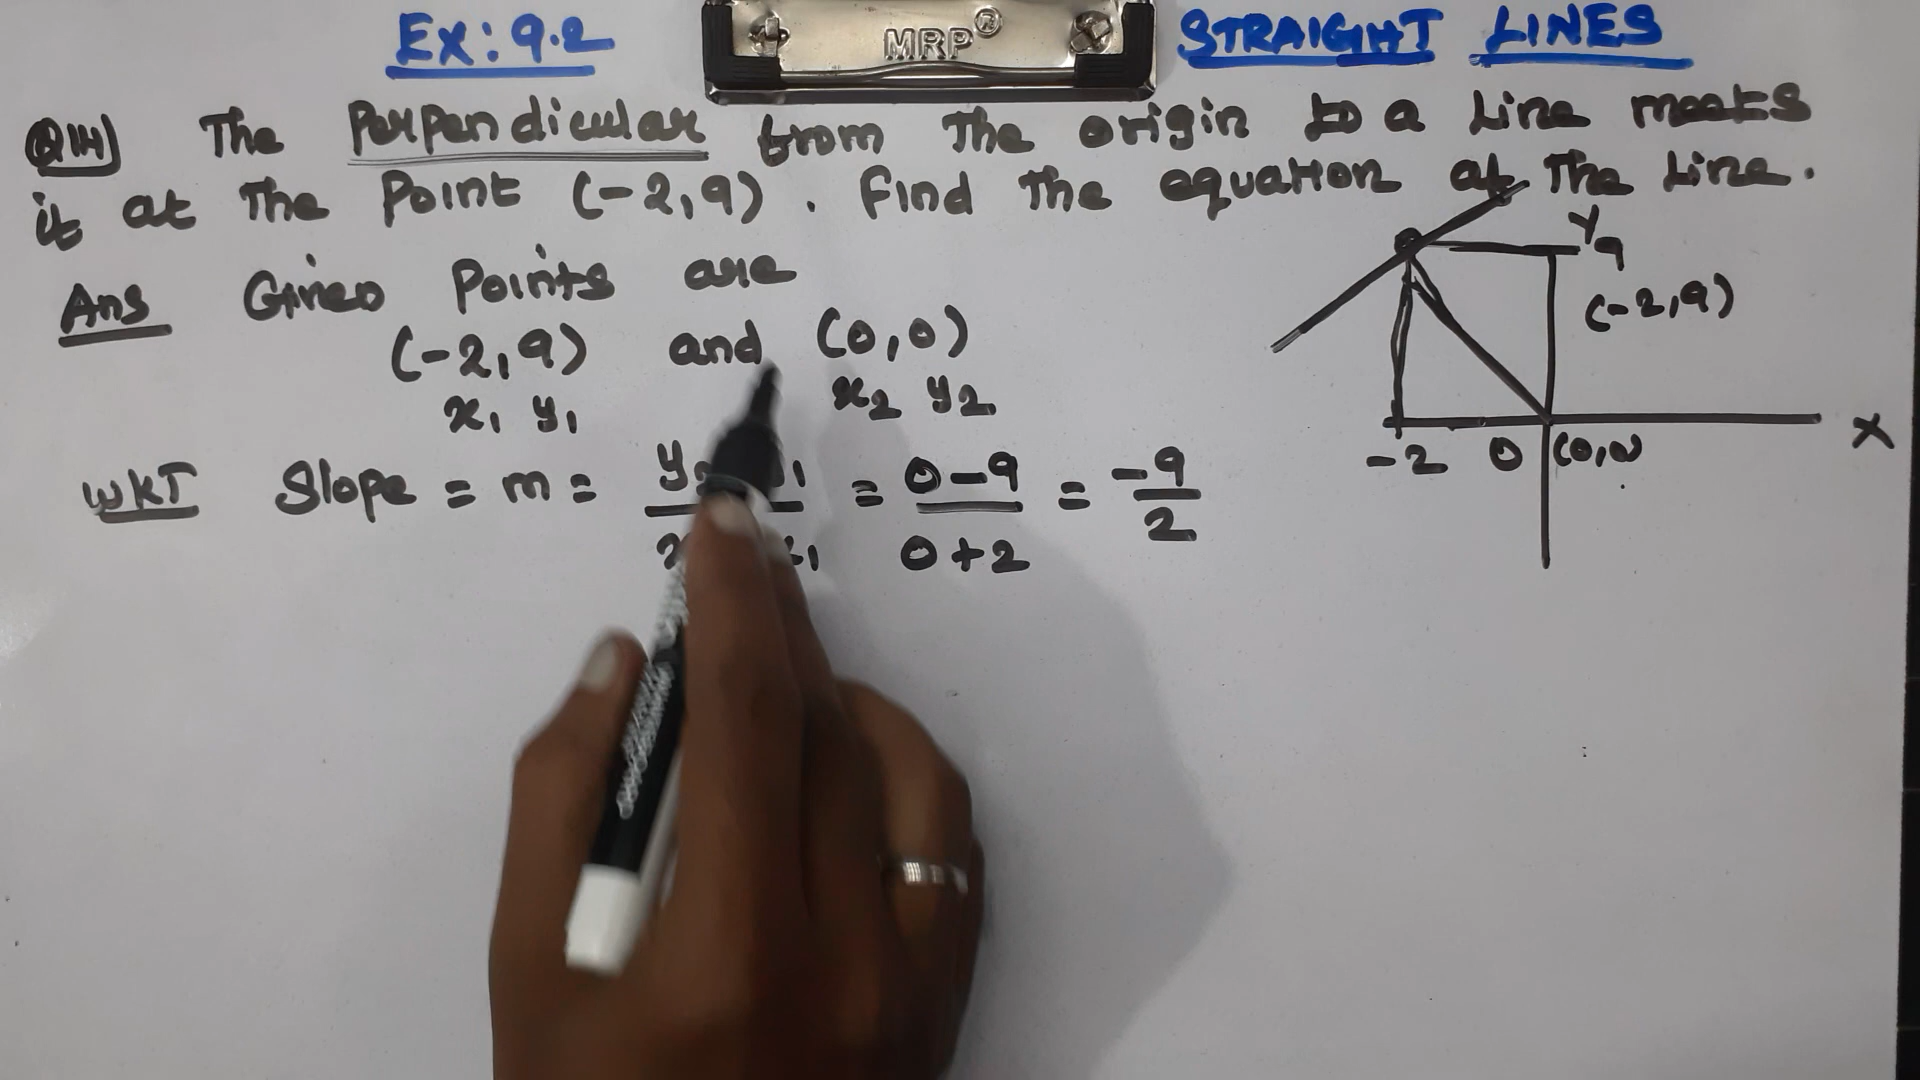 EX: 9.2
MRP®
STRAIGHT LINES
Q14) The Perpendicular from The origin to a Line meets
it at The Point (-2,9). Find The equation of The Line.
Ans Given Points are
(-2,9) and (0,0)
x₁ y₁ x₂ y₂
WKT Slope = m = = 0-9 / 0+2 = -9 / 2
Y
9
(-2,9)
-2 0 (0,0)
X